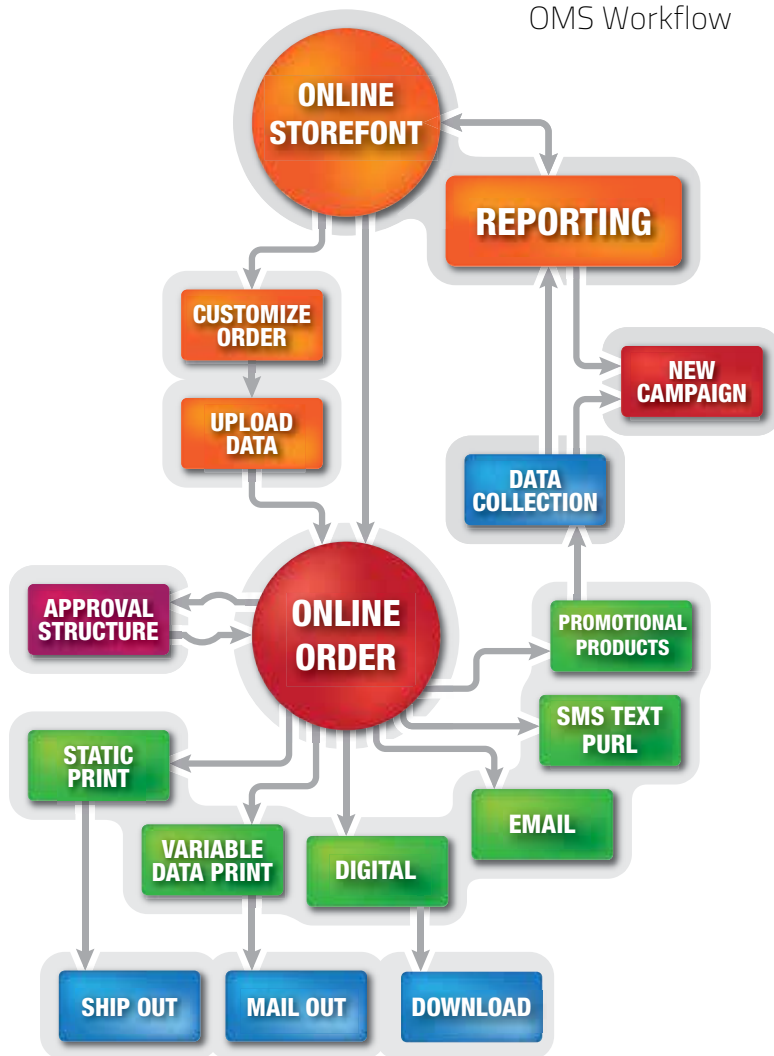 OMS Workflow
ONLINE
STOREFONT
REPORTING
CUSTOMIZE
ORDER
NEW
CAMPAIGN
UPLOAD
DATA
DATA
COLLECTION
APPROVAL
STRUCTURE
ONLINE
ORDER
PROMOTIONAL
PRODUCTS
SMS TEXT
PURL
STATIC
PRINT
EMAIL
VARIABLE
DATA PRINT
DIGITAL
SHIP OUT
MAIL OUT
DOWNLOAD